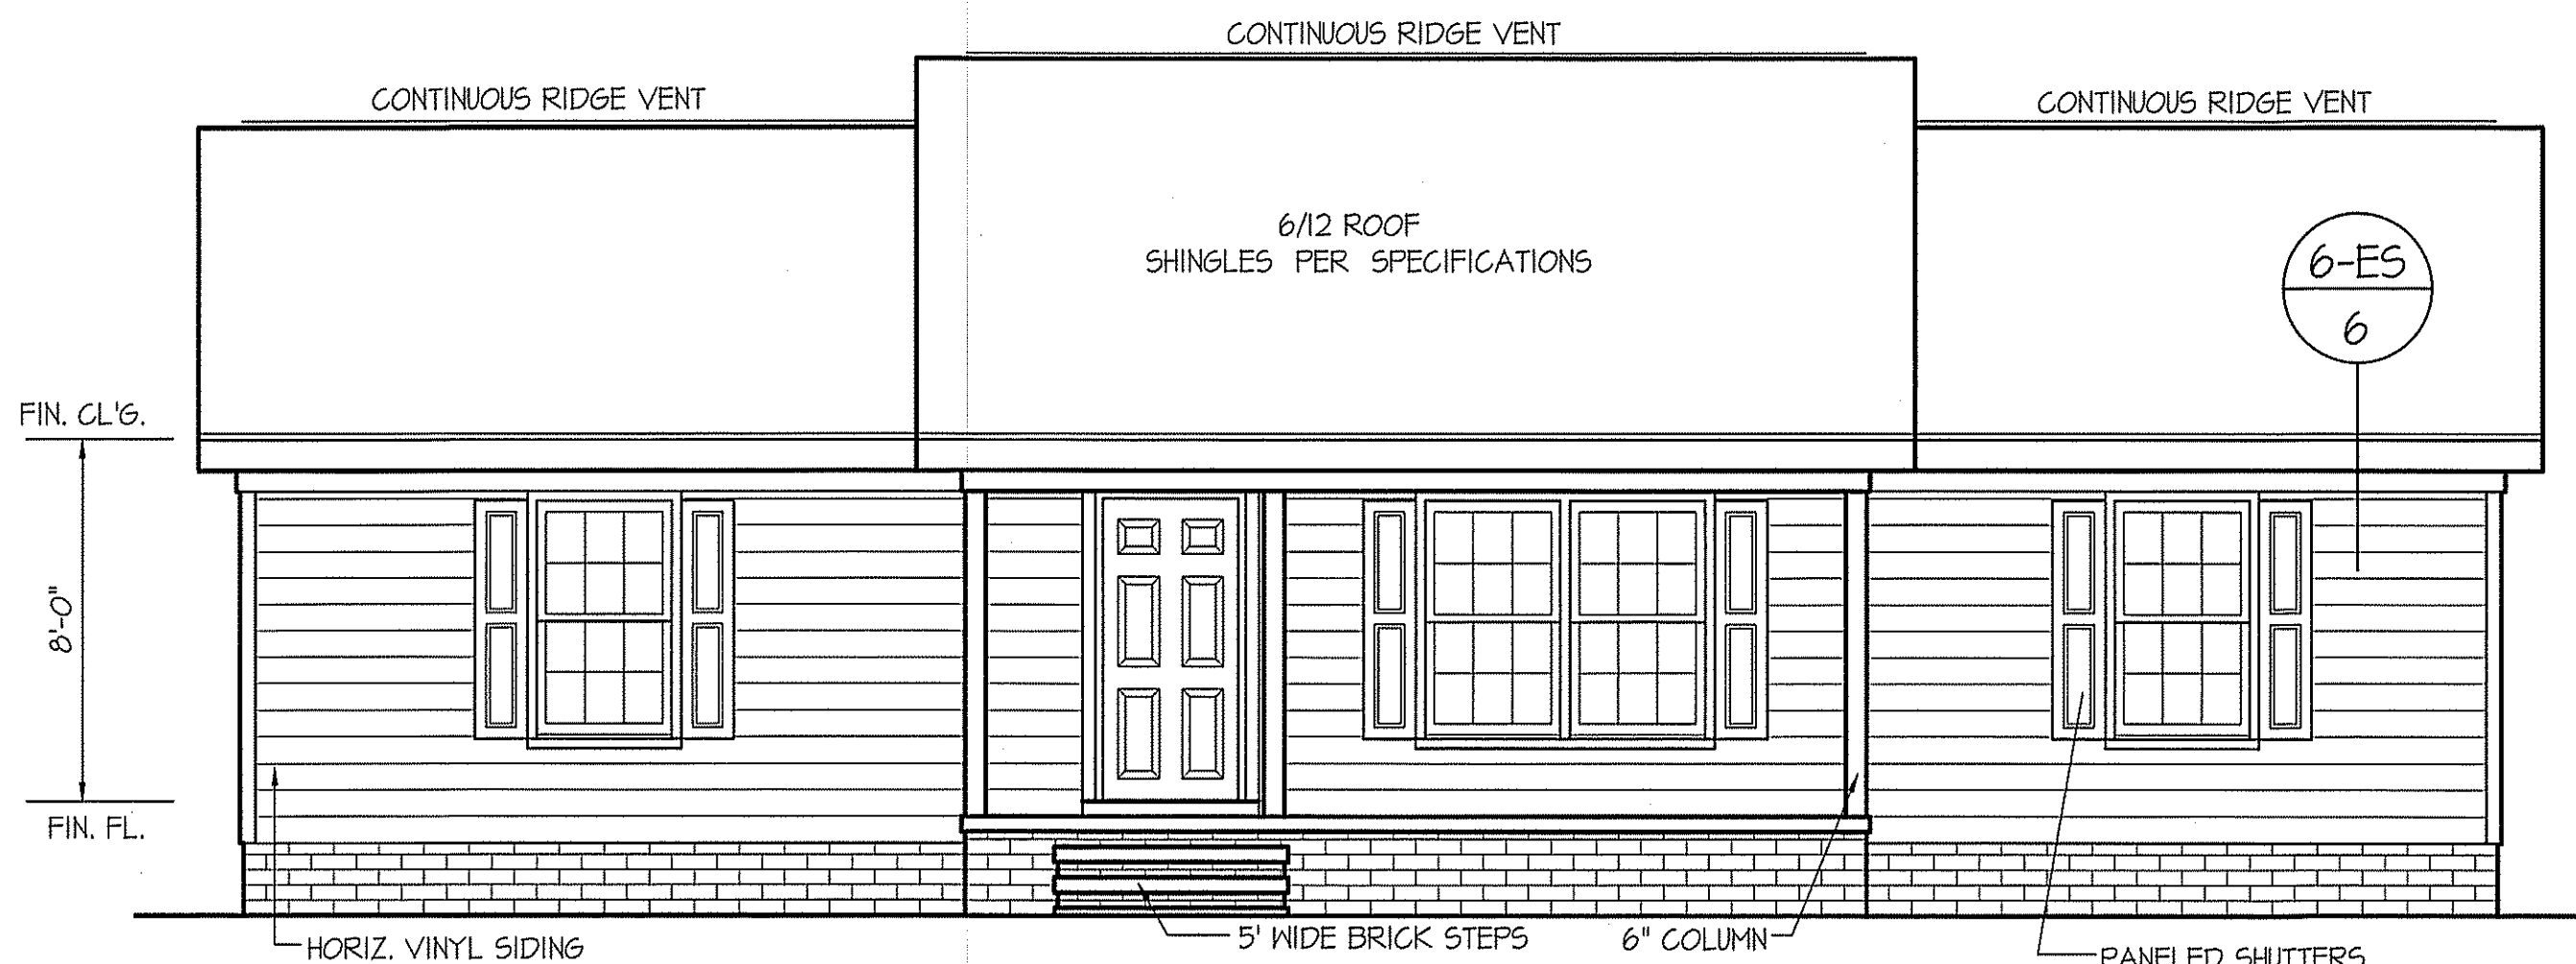 CONTINUOUS RIDGE VENT
CONTINUOUS RIDGE VENT
CONTINUOUS RIDGE VENT
6/12 ROOF
SHINGLES PER SPECIFICATIONS
6-ES
6
FIN. CL'G.
8'-0"
FIN. FL.
HORIZ. VINYL SIDING
5' WIDE BRICK STEPS
6" COLUMN
PANELED SHUTTERS